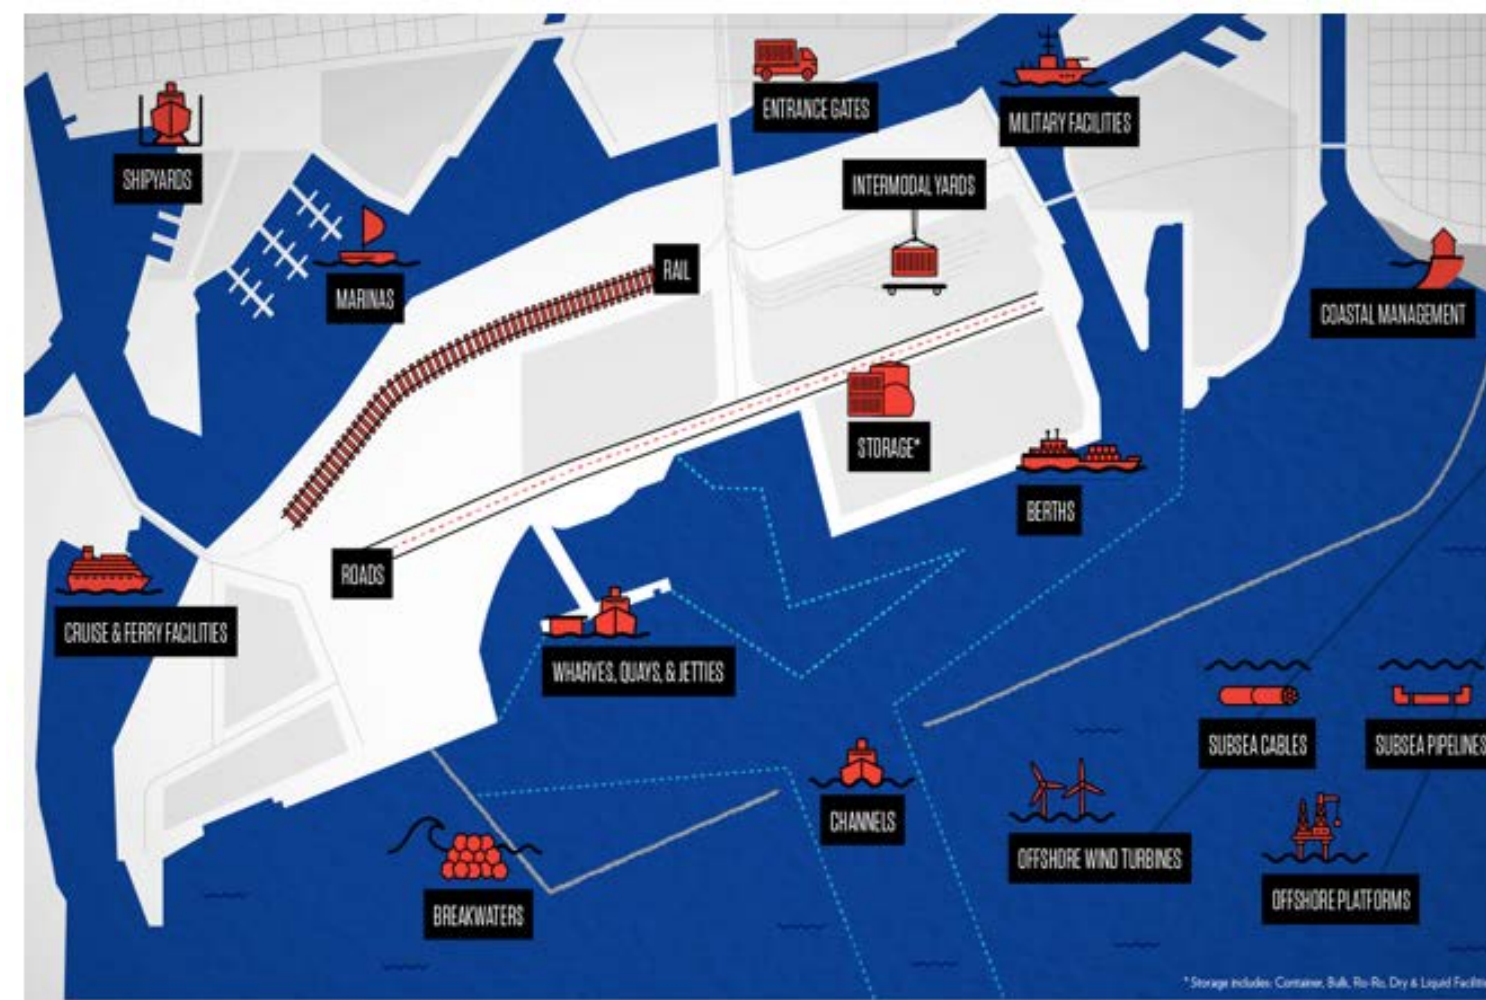 ENTRANCE GATES
MILITARY FACILITIES
SHIPYARDS
INTERMODAL YARDS
RAIL
MARINAS
COASTAL MANAGEMENT
STORAGE*
BERTHS
ROADS
CRUISE & FERRY FACILITIES
WHARVES, QUAYS, & JETTIES
SUBSEA CABLES
SUBSEA PIPELINES
CHANNELS
OFFSHORE WIND TURBINES
OFFSHORE PLATFORMS
BREAKWATERS
* Storage includes: Container, Bulk, Ro-Ro, Dry & Liquid